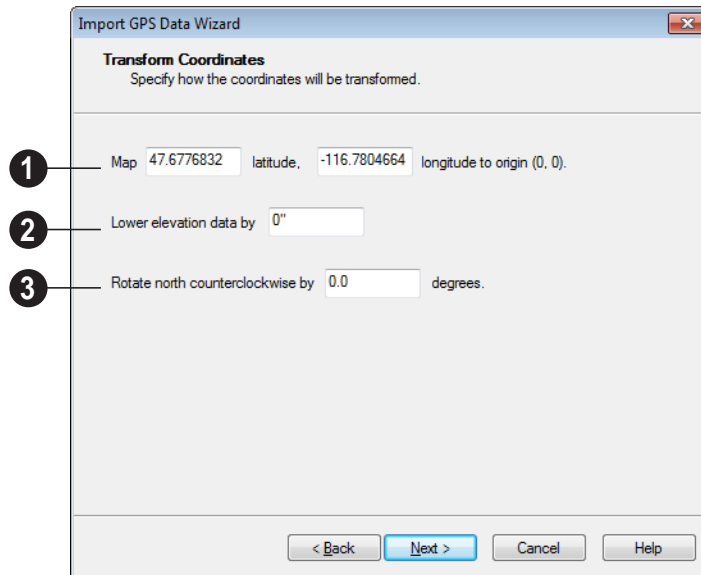 Import GPS Data Wizard
Transform Coordinates
Specify how the coordinates will be transformed.
1 Map 47.6776832 latitude, -116.7804664 longitude to origin (0, 0).
2 Lower elevation data by 0"
3 Rotate north counterclockwise by 0.0 degrees.
< Back Next > Cancel Help